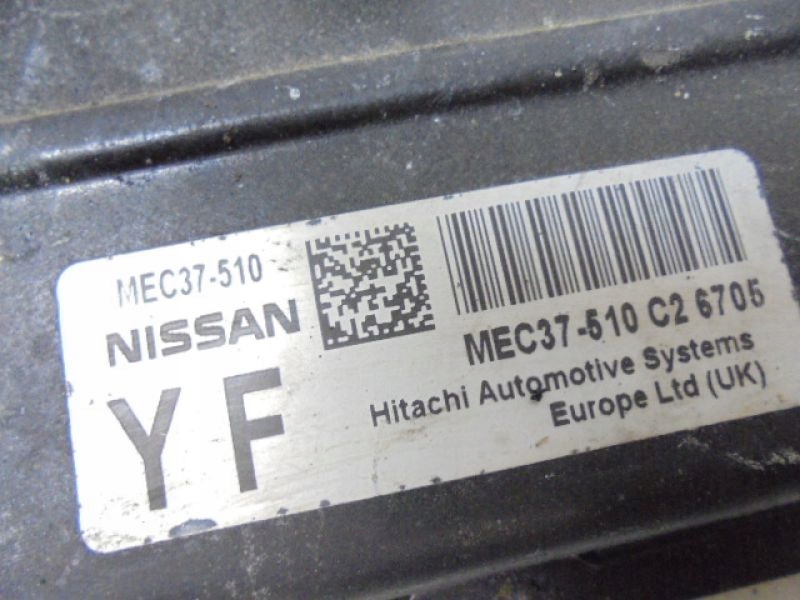 MEC37-510
NISSAN
YF
MEC37-510 C2 6705
Hitachi Automotive Systems
Europe Ltd (UK)